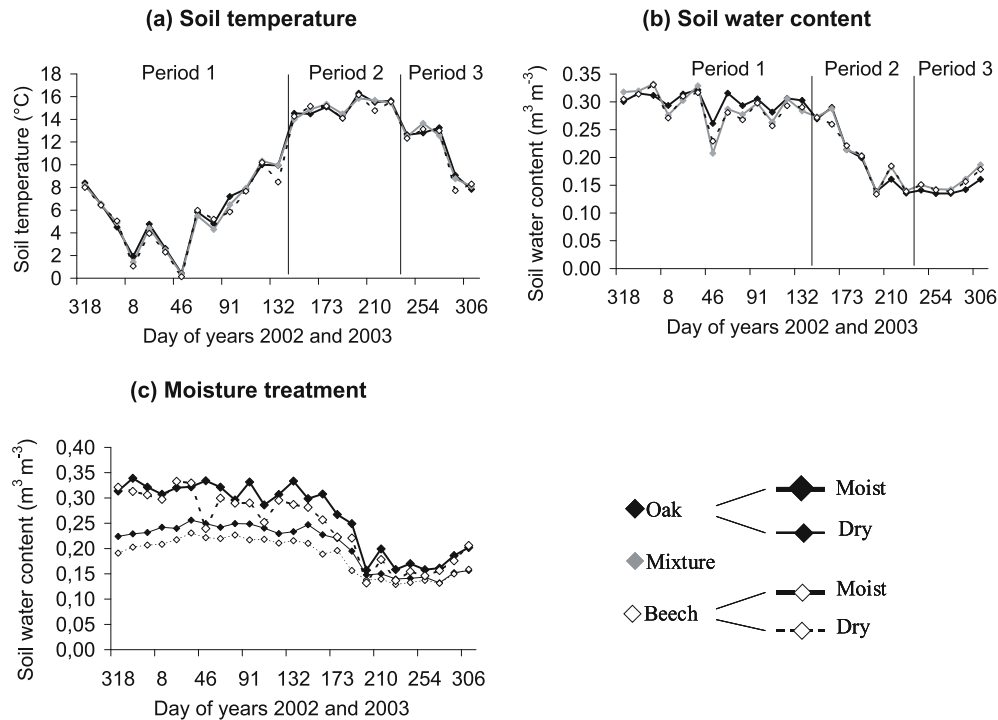 (a) Soil temperature
Period 1 Period 2 Period 3
18
16
14
12
10
8
6
4
2
0
Soil temperature (°C)
318 8 46 91 132 173 210 254 306
Day of years 2002 and 2003
(b) Soil water content
Period 1 Period 2 Period 3
0.35
0.30
0.25
0.20
0.15
0.10
0.05
0.00
Soil water content (m³ m⁻³)
318 8 46 91 132 173 210 254 306
Day of years 2002 and 2003
(c) Moisture treatment
0,40
0,35
0,30
0,25
0,20
0,15
0,10
0,05
0,00
Soil water content (m³ m⁻³)
318 8 46 91 132 173 210 254 306
Day of years 2002 and 2003
Moist
Oak
Dry
Mixture
Moist
Beech
Dry